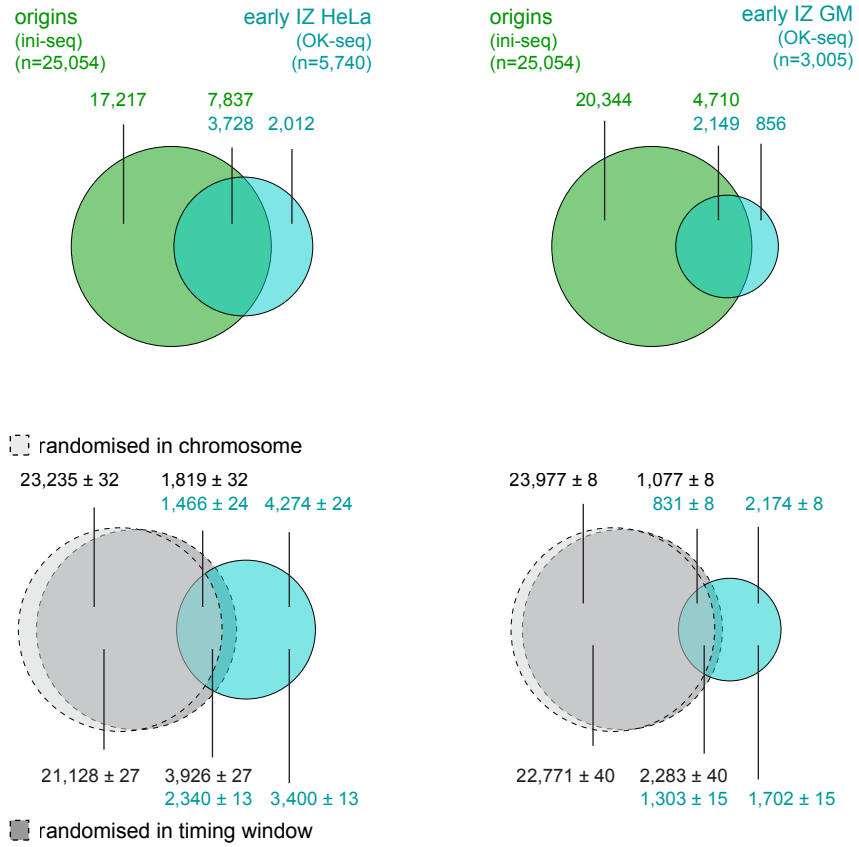 origins
(ini-seq)
(n=25,054)
early IZ HeLa
(OK-seq)
(n=5,740)
17,217
7,837
3,728
2,012
origins
(ini-seq)
(n=25,054)
early IZ GM
(OK-seq)
(n=3,005)
20,344
4,710
2,149
856
randomised in chromosome
23,235 ± 32
1,819 ± 32
1,466 ± 24
4,274 ± 24
23,977 ± 8
1,077 ± 8
831 ± 8
2,174 ± 8
21,128 ± 27
3,926 ± 27
2,340 ± 13
3,400 ± 13
22,771 ± 40
2,283 ± 40
1,303 ± 15
1,702 ± 15
randomised in timing window